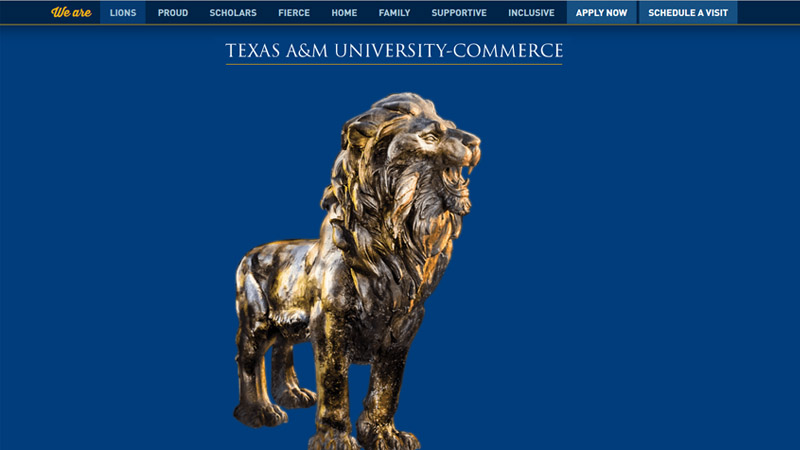 We are LIONS PROUD SCHOLARS FIERCE HOME FAMILY SUPPORTIVE INCLUSIVE APPLY NOW SCHEDULE A VISIT
TEXAS A&M UNIVERSITY-COMMERCE